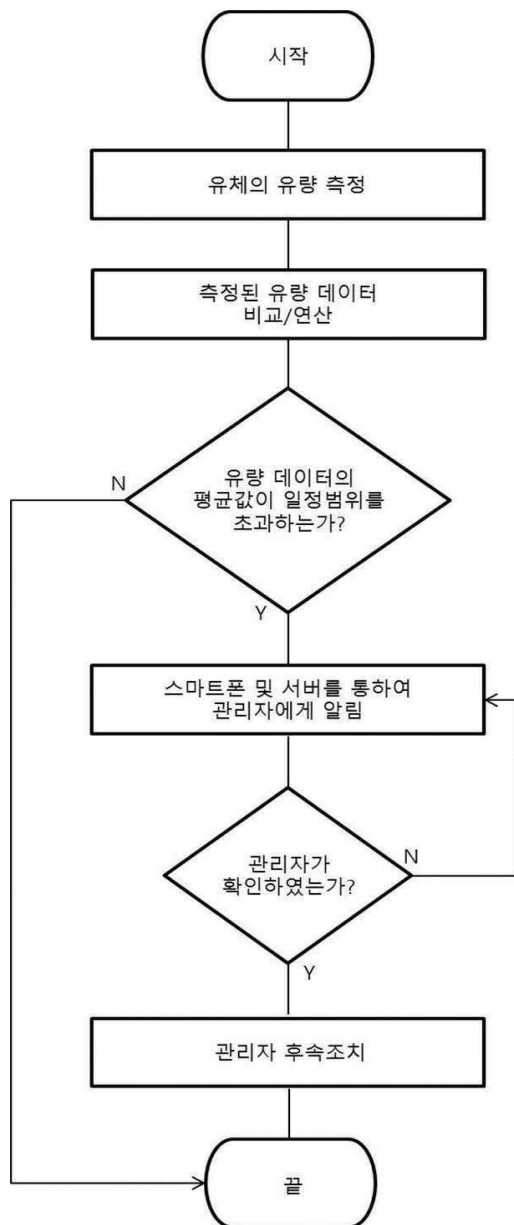 시작
유체의 유량 측정
측정된 유량 데이터
비교/연산
유량 데이터의
평균값이 일정범위를
초과하는가?
N
Y
스마트폰 및 서버를 통하여
관리자에게 알림
관리자가
확인하였는가?
N
Y
관리자 후속조치
끝